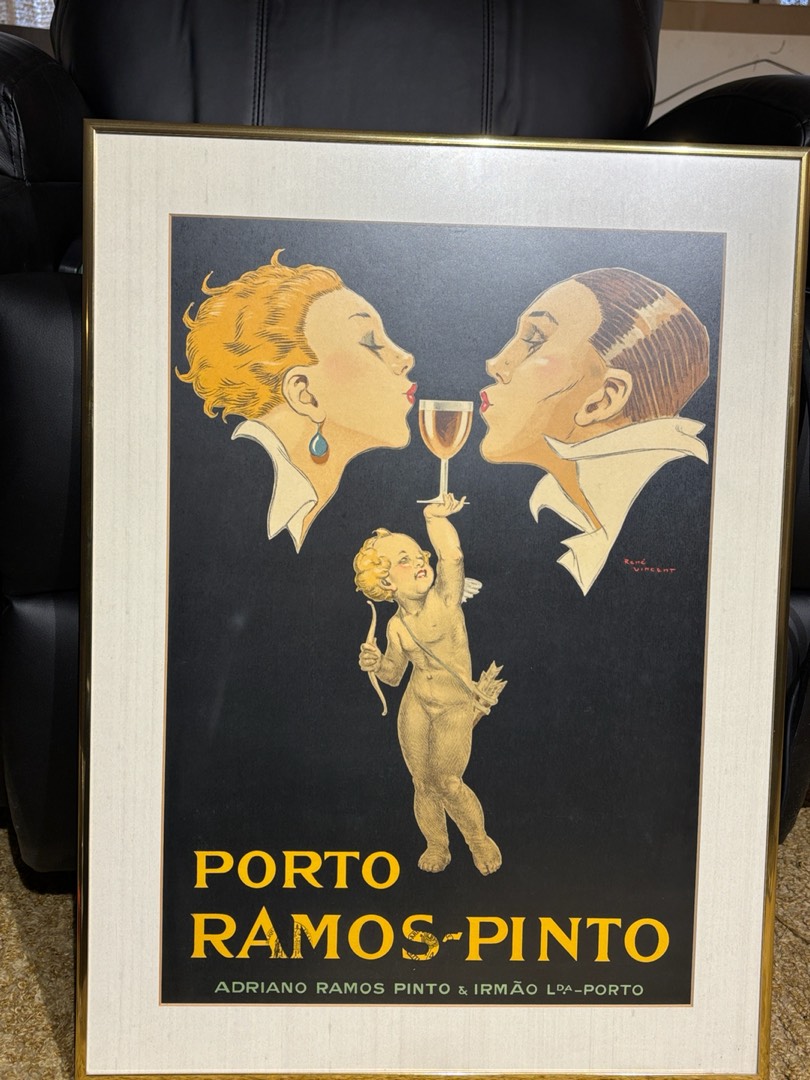 RENÉ
VINCENT
PORTO
RAMOS-PINTO
ADRIANO RAMOS PINTO & IRMÃO LDA.-PORTO